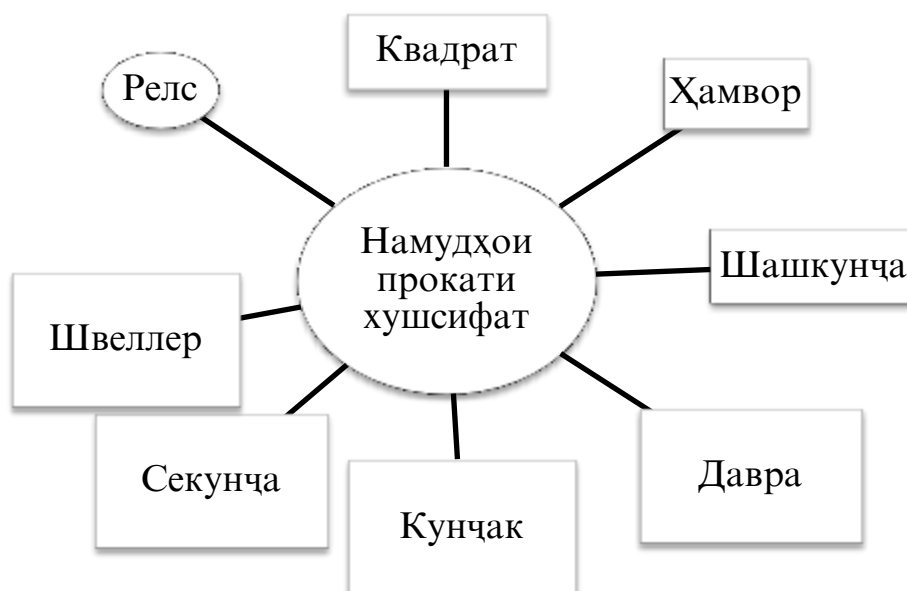 Квадрат
Релс
Ҳамвор
Намудҳои
прокати
хушсифат
Шашкунҷа
Швеллер
Секунҷа
Давра
Кунҷак